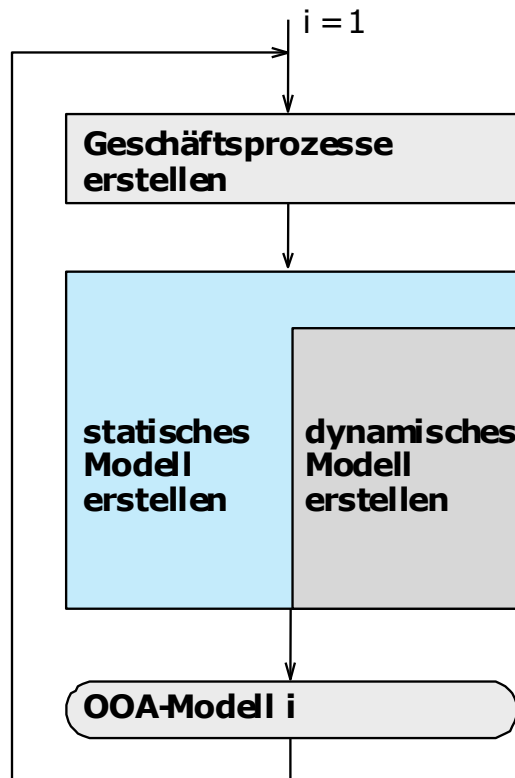 i = 1
Geschäftsprozesse
erstellen
statisches
Modell
erstellen
dynamisches
Modell
erstellen
OOA-Modell i